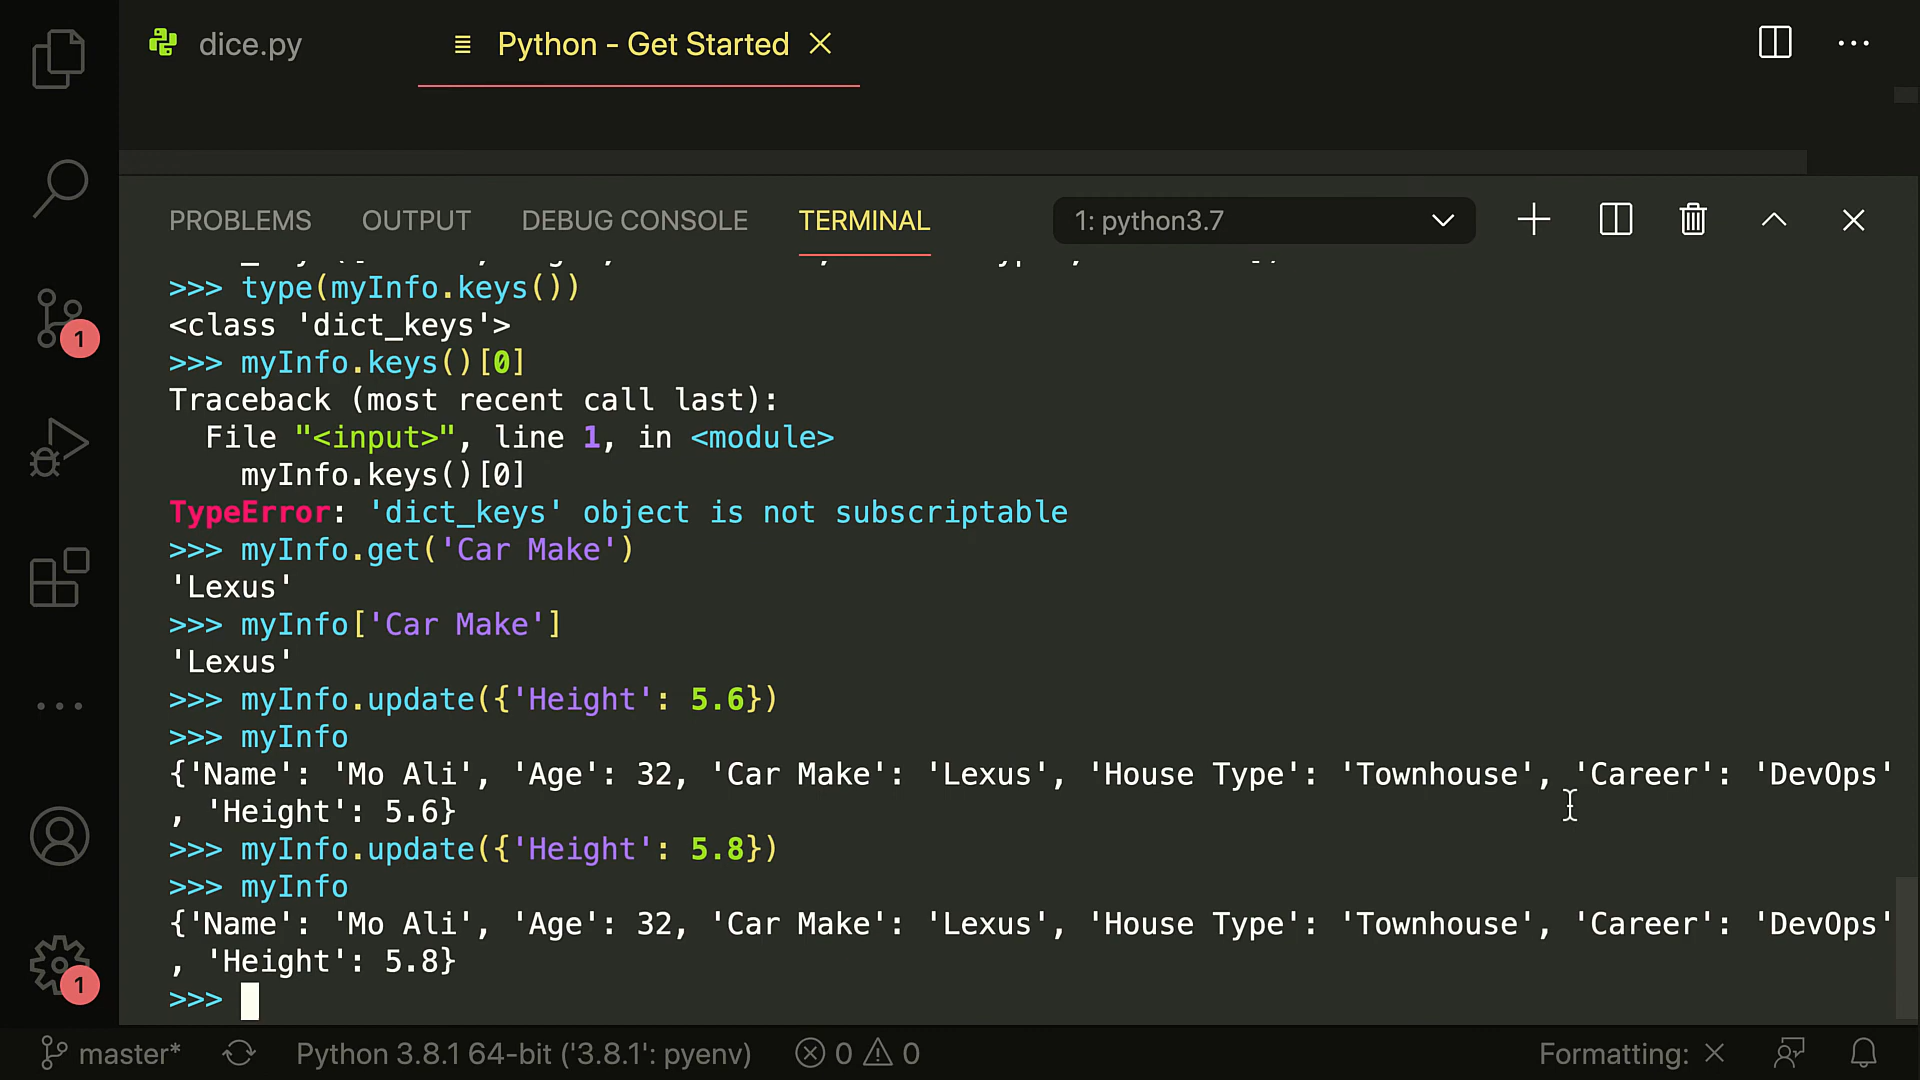 dice.py
Python - Get Started
PROBLEMS OUTPUT DEBUG CONSOLE TERMINAL 1: python3.7
>>> type(myInfo.keys())
<class 'dict_keys'>
>>> myInfo.keys()[0]
Traceback (most recent call last):
  File "<input>", line 1, in <module>
    myInfo.keys()[0]
TypeError: 'dict_keys' object is not subscriptable
>>> myInfo.get('Car Make')
'Lexus'
>>> myInfo['Car Make']
'Lexus'
>>> myInfo.update({'Height': 5.6})
>>> myInfo
{'Name': 'Mo Ali', 'Age': 32, 'Car Make': 'Lexus', 'House Type': 'Townhouse', 'Career': 'DevOps'
, 'Height': 5.6}
>>> myInfo.update({'Height': 5.8})
>>> myInfo
{'Name': 'Mo Ali', 'Age': 32, 'Car Make': 'Lexus', 'House Type': 'Townhouse', 'Career': 'DevOps'
, 'Height': 5.8}
>>>
1
1
master* Python 3.8.1 64-bit ('3.8.1': pyenv) 0 0 Formatting: